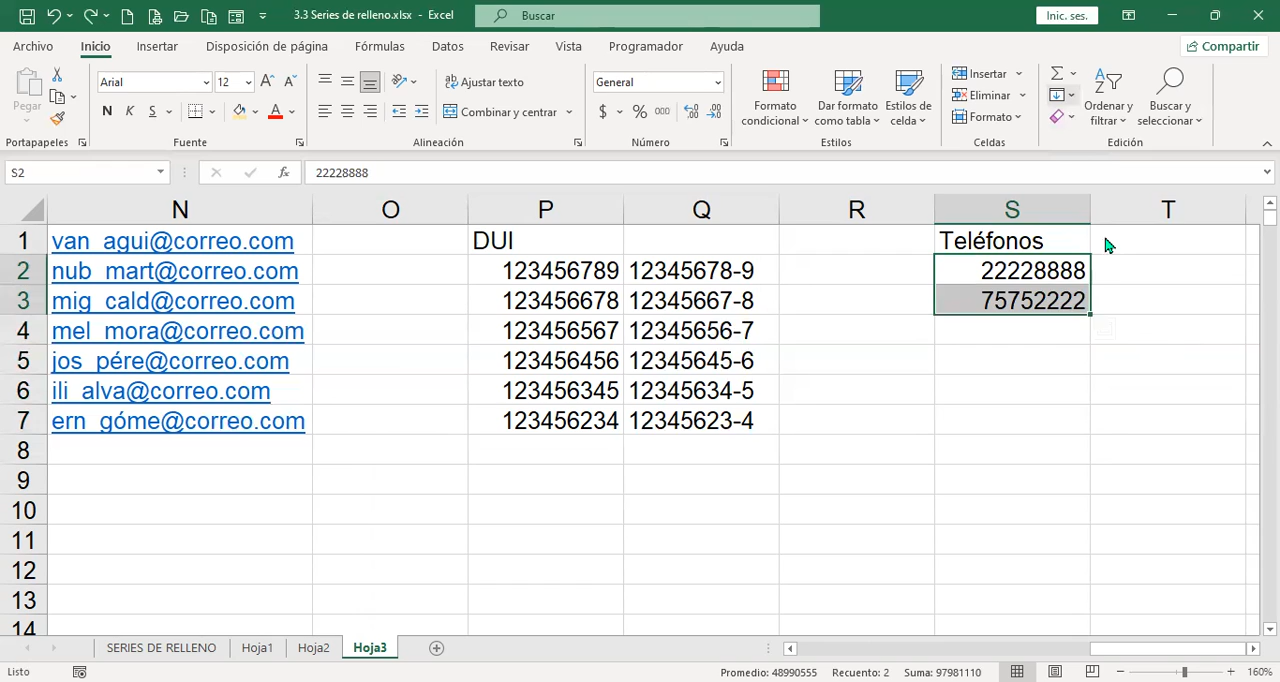 3.3 Series de relleno.xlsx - Excel
Buscar
Inic. ses.
Archivo Inicio Insertar Disposición de página Fórmulas Datos Revisar Vista Programador Ayuda
Compartir
Pegar
Portapapeles
Arial 12
N K S
Fuente
Ajustar texto
Combinar y centrar
Alineación
General
$ % 000
Número
Formato condicional
Dar formato como tabla
Estilos de celda
Estilos
Insertar
Eliminar
Formato
Celdas
Ordenar y filtrar
Buscar y seleccionar
Edición
S2 fx 22228888
N O P Q R S T
1 van_agui@correo.com DUI Teléfonos
2 nub_mart@correo.com 123456789 12345678-9 22228888
3 mig_cald@correo.com 123456678 12345667-8 75752222
4 mel_mora@correo.com 123456567 12345656-7
5 jos_pére@correo.com 123456456 12345645-6
6 ili_alva@correo.com 123456345 12345634-5
7 ern_góme@correo.com 123456234 12345623-4
8
9
10
11
12
13
14
SERIES DE RELLENO Hoja1 Hoja2 Hoja3
Listo Promedio: 48990555 Recuento: 2 Suma: 97981110 160%